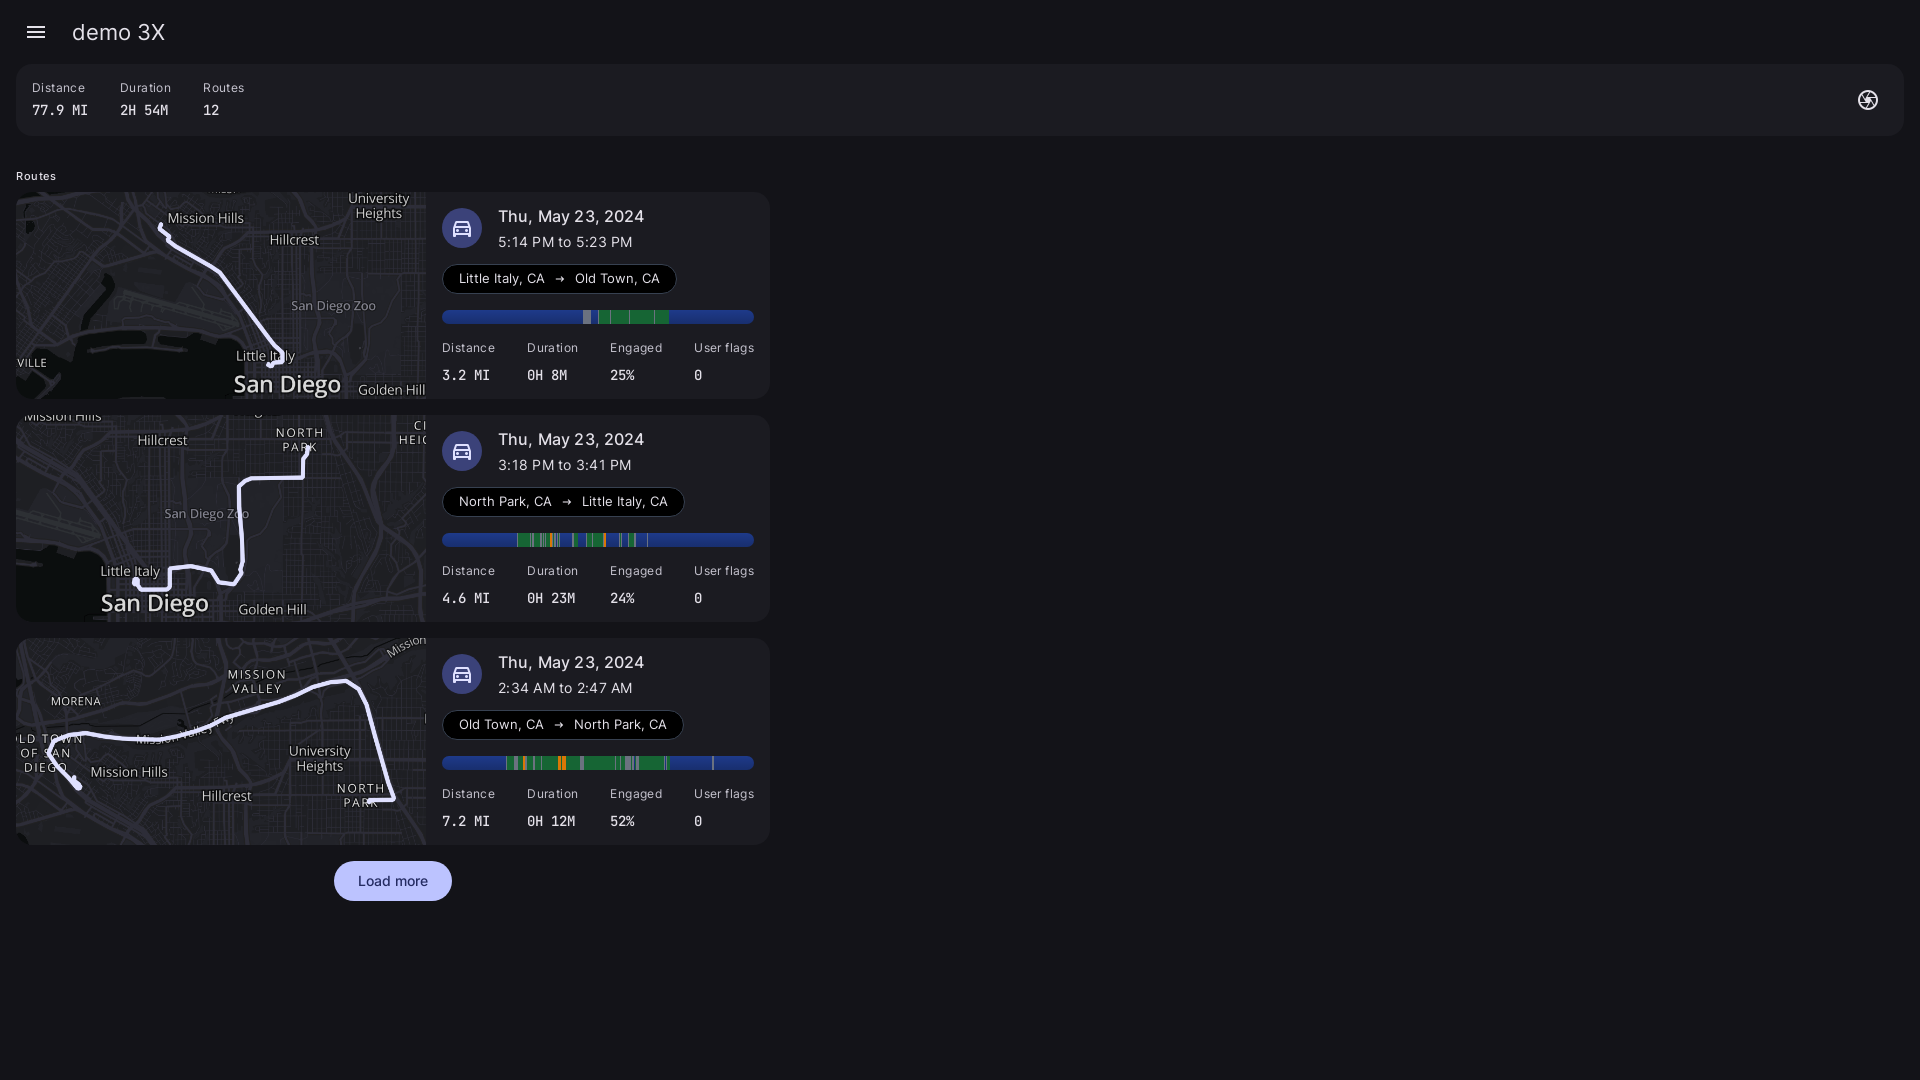 demo 3X
Distance Duration Routes
77.9 MI 2H 54M 12
Routes
University
Heights
Mission Hills
Hillcrest
San Diego Zoo
Little Italy
VILLE
San Diego
Golden Hill
Thu, May 23, 2024
5:14 PM to 5:23 PM
Little Italy, CA → Old Town, CA
Distance Duration Engaged User flags
3.2 MI 0H 8M 25% 0
Mission Hills
Hillcrest
NORTH
PARK
CI
HEIG
San Diego Zoo
Little Italy
San Diego
Golden Hill
Thu, May 23, 2024
3:18 PM to 3:41 PM
North Park, CA → Little Italy, CA
Distance Duration Engaged User flags
4.6 MI 0H 23M 24% 0
Mission
MISSION
VALLEY
MORENA
Mission Valley
OLD TOWN
OF SAN
DIEGO
Mission Hills
University
Heights
Hillcrest
NORTH
PARK
Thu, May 23, 2024
2:34 AM to 2:47 AM
Old Town, CA → North Park, CA
Distance Duration Engaged User flags
7.2 MI 0H 12M 52% 0
Load more